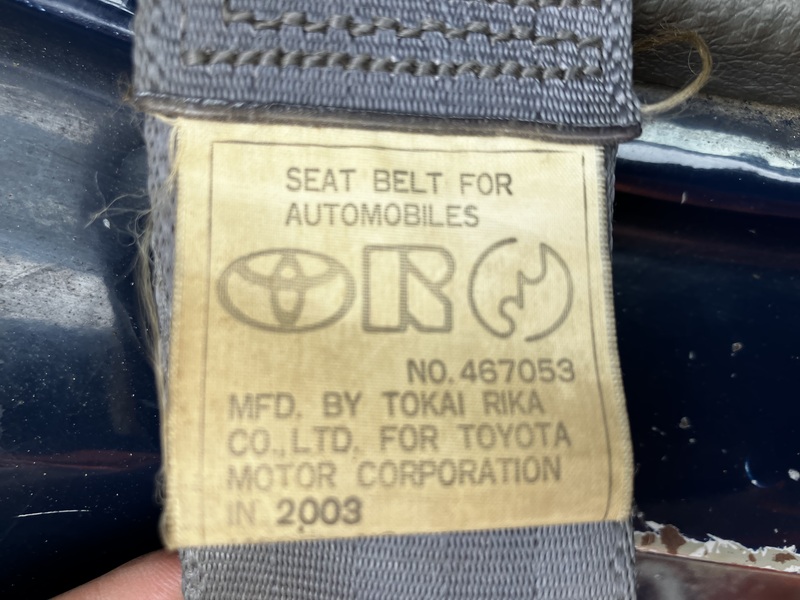 SEAT BELT FOR
AUTOMOBILES
NO. 467053
MFD. BY TOKAI RIKA
CO., LTD. FOR TOYOTA
MOTOR CORPORATION
IN 2003